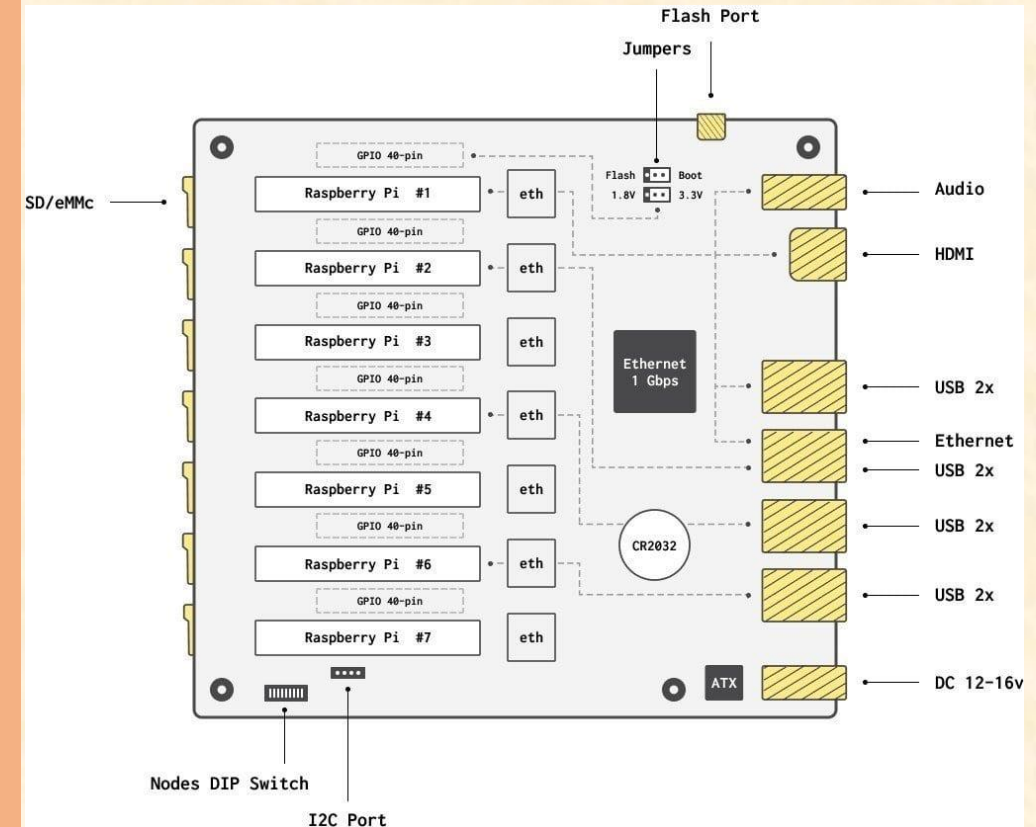 Flash Port
Jumpers
GPIO 40-pin
Flash Boot
1.8V 3.3V
SD/eMMc
Raspberry Pi #1
eth
Audio
GPIO 40-pin
HDMI
Raspberry Pi #2
eth
GPIO 40-pin
Raspberry Pi #3
eth
Ethernet
1 Gbps
GPIO 40-pin
USB 2x
Raspberry Pi #4
eth
Ethernet
USB 2x
GPIO 40-pin
Raspberry Pi #5
eth
GPIO 40-pin
USB 2x
CR2032
Raspberry Pi #6
eth
GPIO 40-pin
USB 2x
Raspberry Pi #7
eth
ATX
DC 12-16v
Nodes DIP Switch
I2C Port